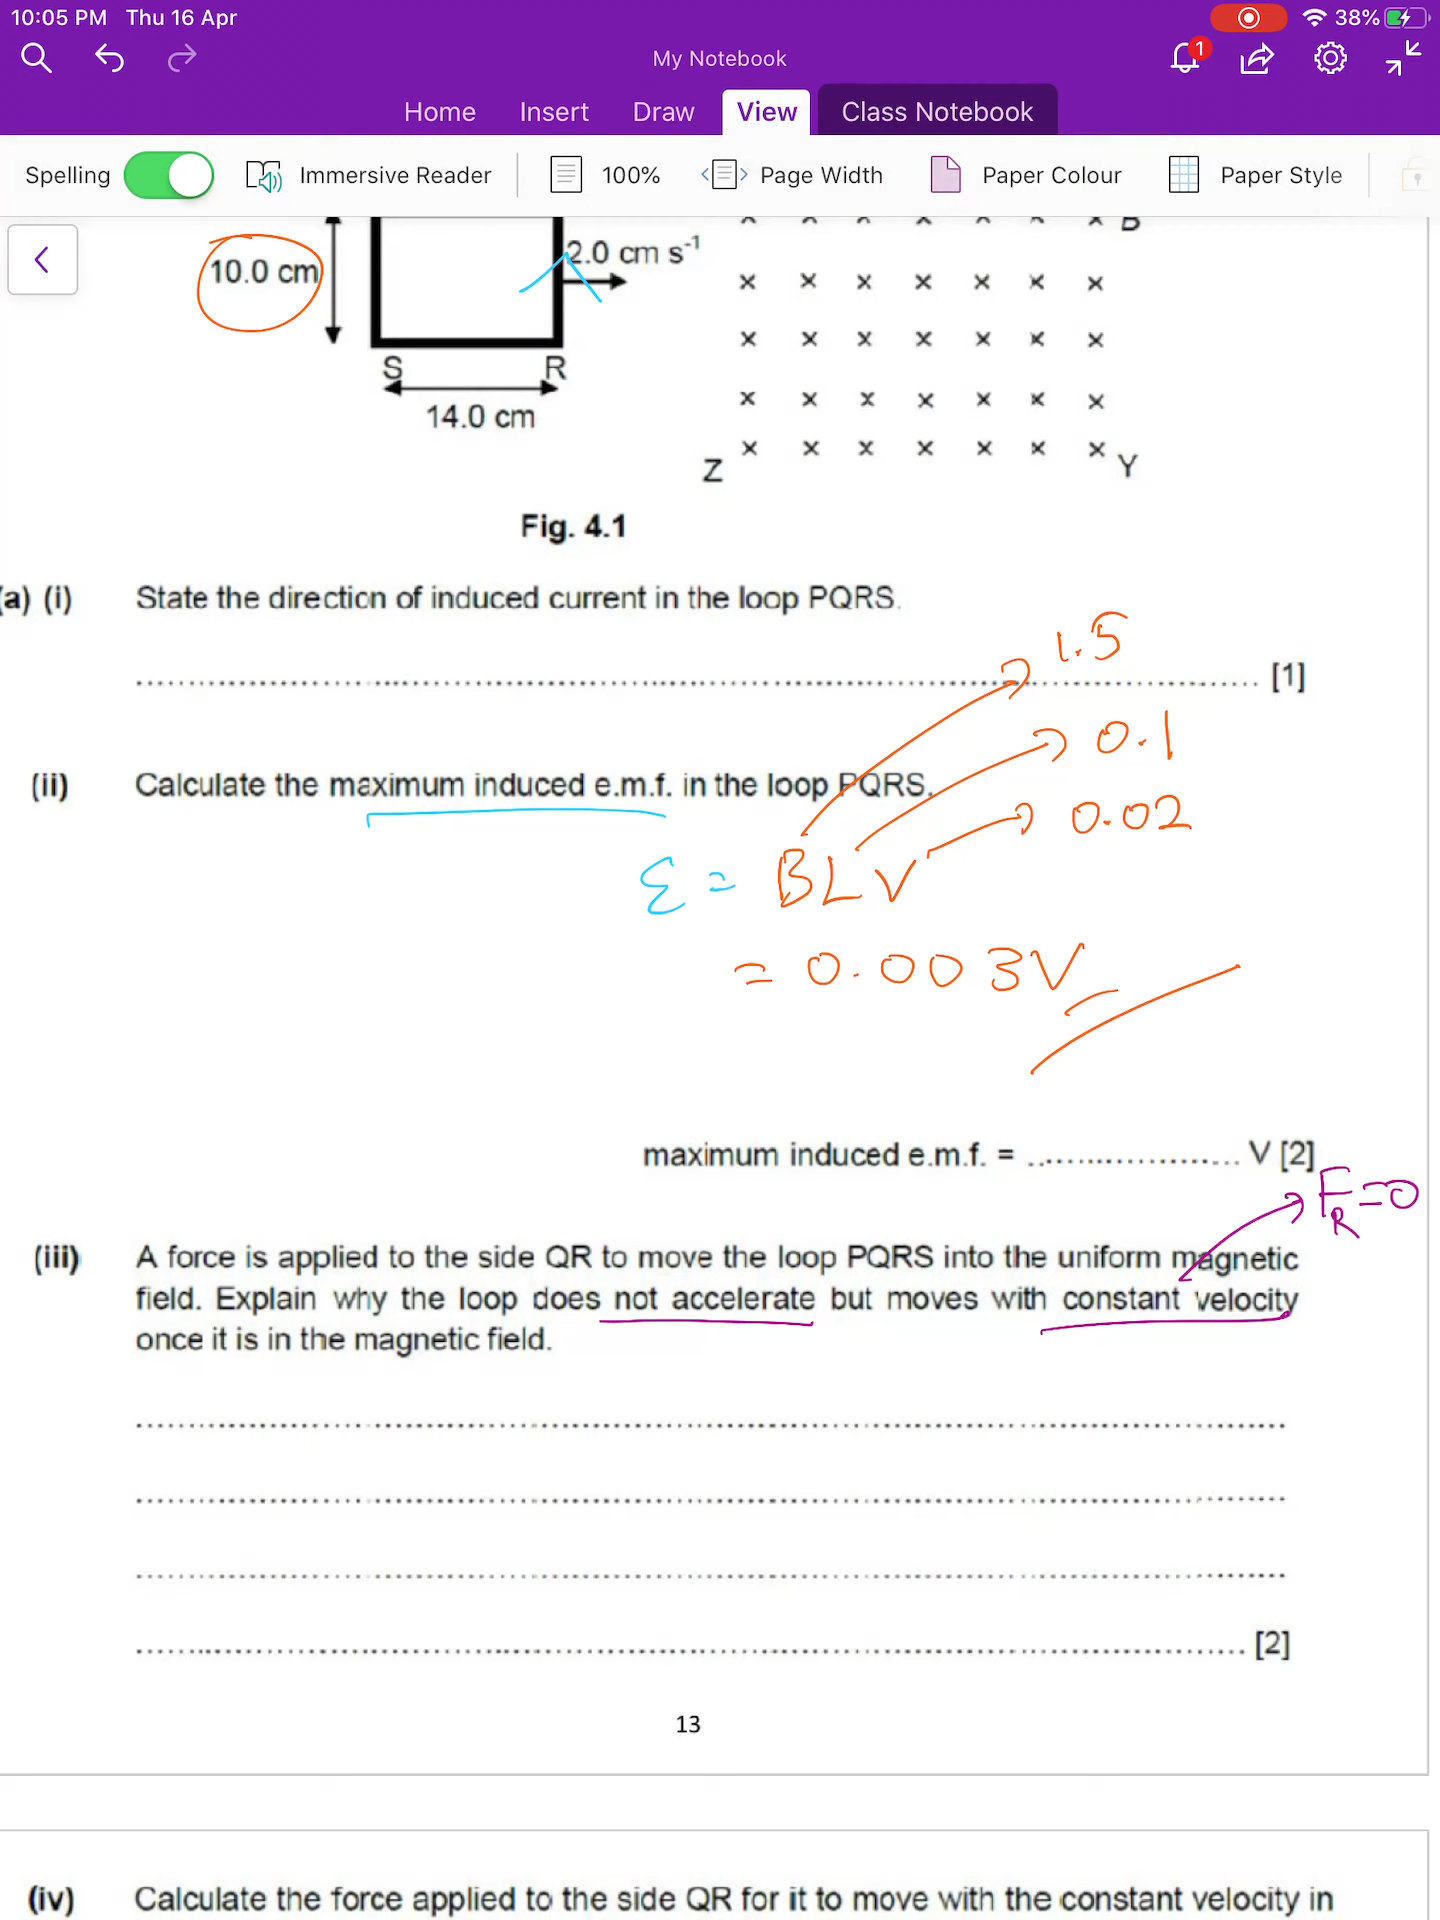 10:05 PM Thu 16 Apr
38%
My Notebook
1
Home Insert Draw View Class Notebook
Spelling Immersive Reader 100% Page Width Paper Colour Paper Style
B
2.0 cm s⁻¹
10.0 cm
S R
14.0 cm
Z Y
Fig. 4.1
(a) (i) State the direction of induced current in the loop PQRS.
1.5
[1]
0.1
(ii) Calculate the maximum induced e.m.f. in the loop PQRS.
0.02
ε = BLV
= 0.003V
maximum induced e.m.f. = .................... V [2]
F_R = 0
(iii) A force is applied to the side QR to move the loop PQRS into the uniform magnetic
field. Explain why the loop does not accelerate but moves with constant velocity
once it is in the magnetic field.
[2]
13
(iv) Calculate the force applied to the side QR for it to move with the constant velocity in